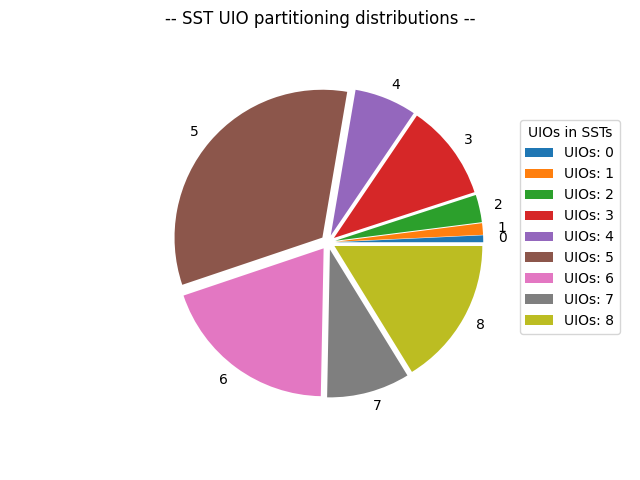 -- SST UIO partitioning distributions --
4
5
3
2
1
0
8
6
7
UIOs in SSTs
UIOs: 0
UIOs: 1
UIOs: 2
UIOs: 3
UIOs: 4
UIOs: 5
UIOs: 6
UIOs: 7
UIOs: 8